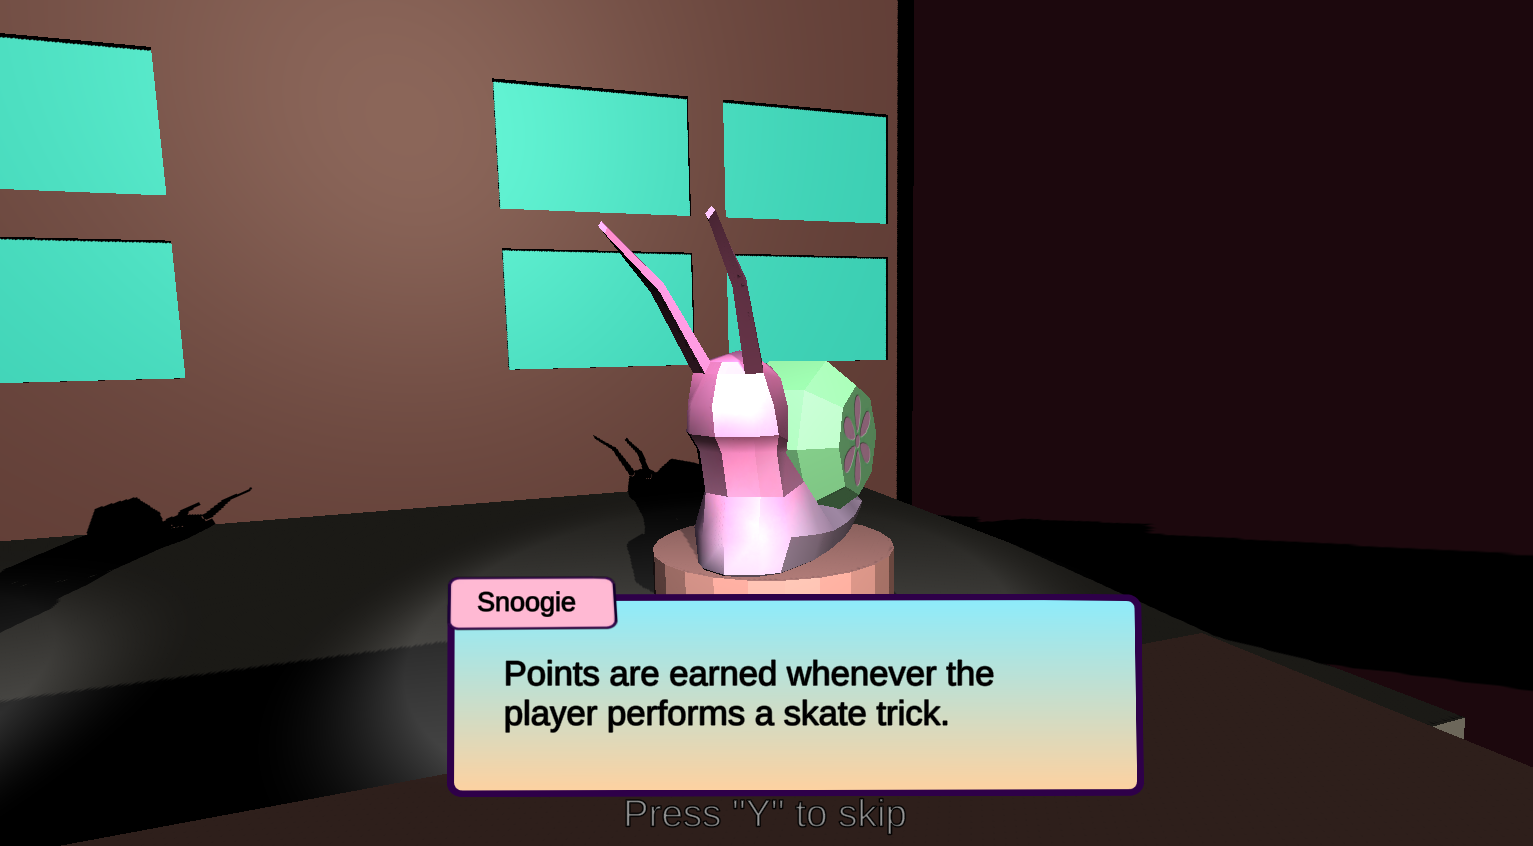 Snoogie
Points are earned whenever the
player performs a skate trick.
Press "Y" to skip